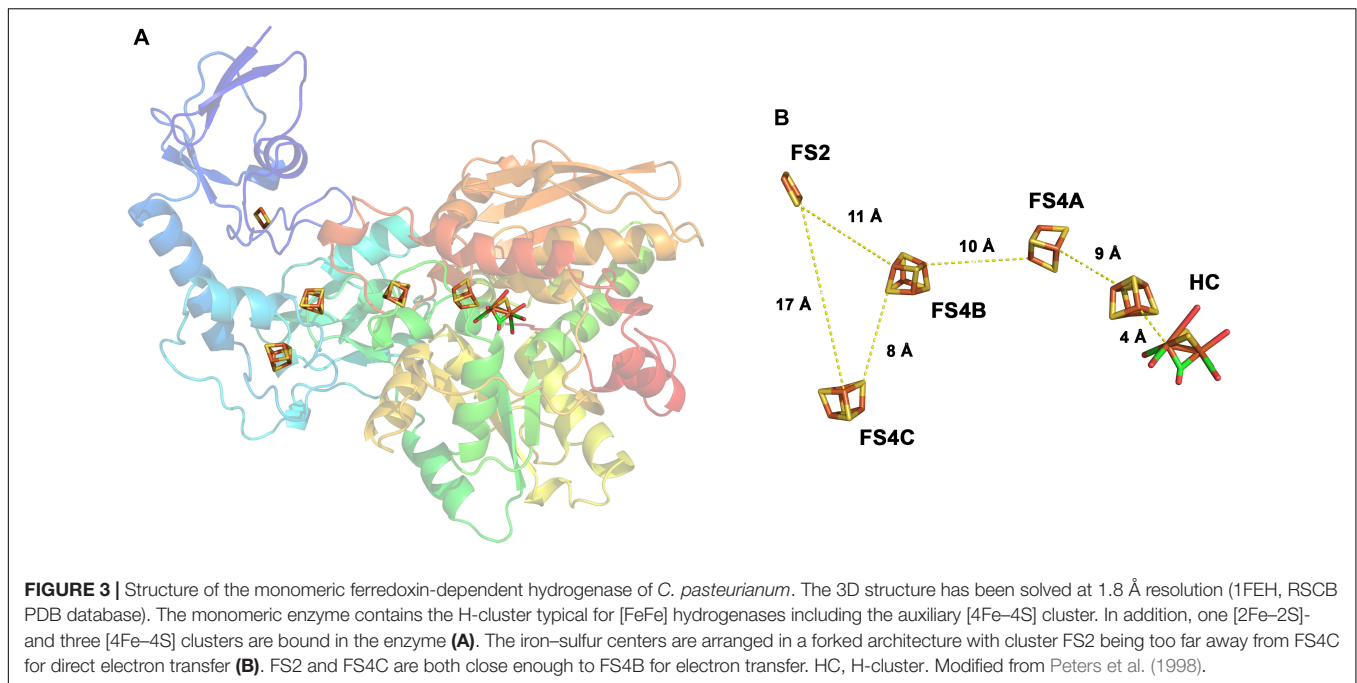 A
B
FS2
FS4A
11 Å
10 Å
9 Å
HC
FS4B
17 Å
8 Å
4 Å
FS4C
FIGURE 3 | Structure of the monomeric ferredoxin-dependent hydrogenase of C. pasteurianum. The 3D structure has been solved at 1.8 Å resolution (1FEH, RSCB
PDB database). The monomeric enzyme contains the H-cluster typical for [FeFe] hydrogenases including the auxiliary [4Fe–4S] cluster. In addition, one [2Fe–2S]-
and three [4Fe–4S] clusters are bound in the enzyme (A). The iron–sulfur centers are arranged in a forked architecture with cluster FS2 being too far away from FS4C
for direct electron transfer (B). FS2 and FS4C are both close enough to FS4B for electron transfer. HC, H-cluster. Modified from Peters et al. (1998).